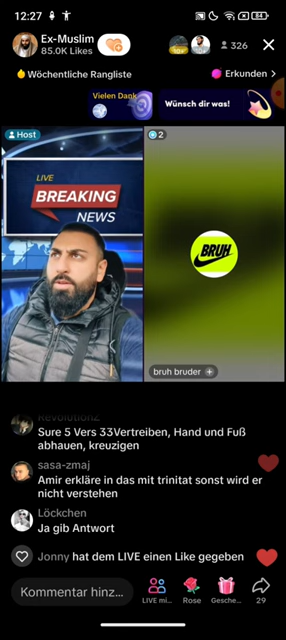 12:27
84
Ex-Muslim
85.0K Likes
326
Wöchentliche Rangliste
Erkunden >
Vielen Dank
Wünsch dir was!
Host
2
LIVE
BREAKING
NEWS
BRUH
bruh bruder +
RevolutionZ
Sure 5 Vers 33Vertreiben, Hand und Fuß
abhauen, kreuzigen
sasa-zmaj
Amir erkläre in das mit trinitat sonst wird er
nicht verstehen
Löckchen
Ja gib Antwort
Jonny hat dem LIVE einen Like gegeben
Kommentar hinz...
LIVE mi...
Rose
Gesche...
29